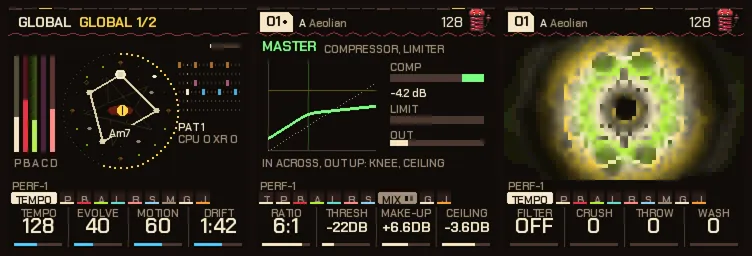 GLOBAL GLOBAL 1/2
Am7
PAT1
CPU 0 XR 0
P B A C D
PERF-1
TEMPO P B A L R S M G I
TEMPO EVOLVE MOTION DRIFT
128 40 60 1:42
01• A Aeolian 128
MASTER COMPRESSOR, LIMITER
COMP
-4.2 dB
LIMIT
OUT
IN ACROSS, OUT UP: KNEE, CEILING
PERF-1
T P B A L R S MIX G I
RATIO THRESH MAKE-UP CEILING
6:1 -22DB +6.6DB -3.6DB
01 A Aeolian 128
PERF-1
TEMPO P B A L R S M G I
FILTER CRUSH THROW WASH
OFF 0 0 0